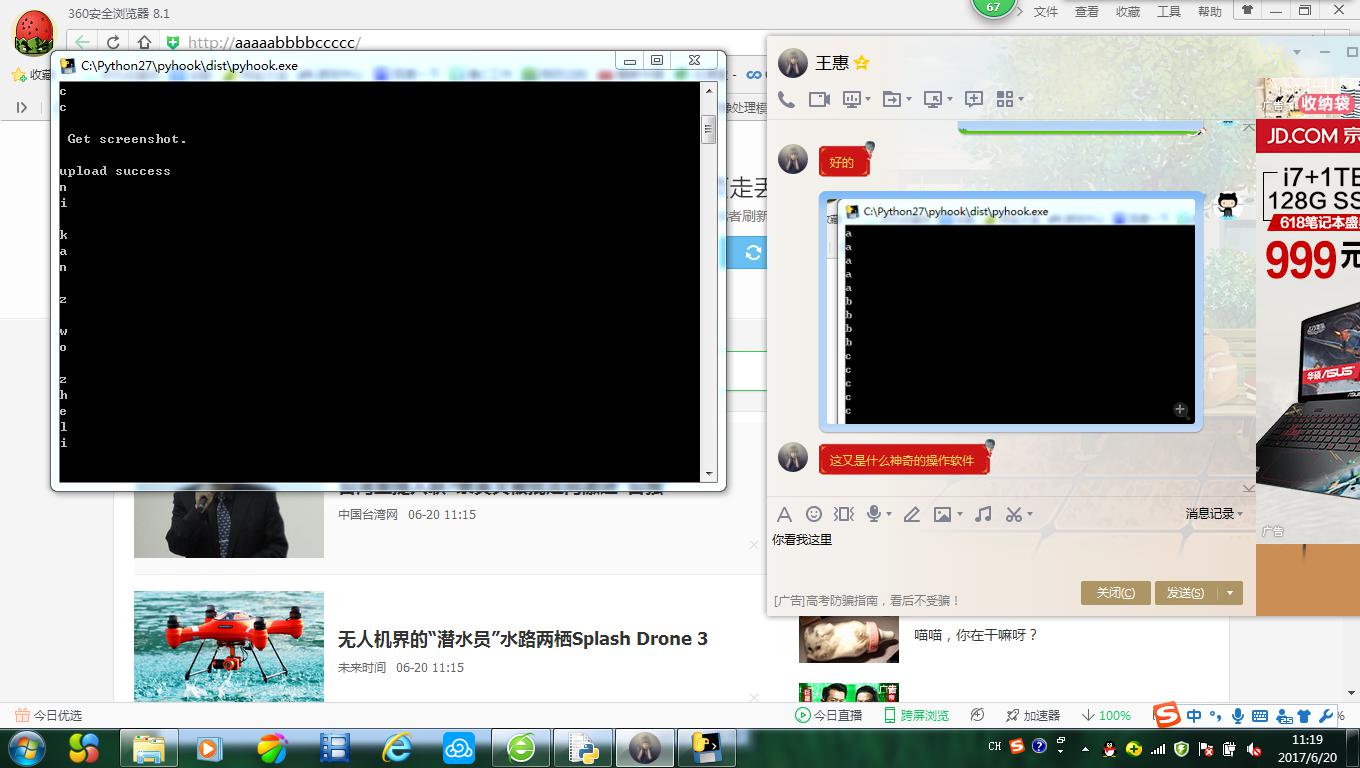 360安全浏览器 8.1
67
文件 查看 收藏 工具 帮助
http://aaaaabbbbccccc/
收藏
C:\Python27\pyhook\dist\pyhook.exe
c
c
Get screenshot.
upload success
n
i
k
a
n
z
w
o
z
h
e
l
i
像处理模
走丢
者刷新
中国台湾网 06-20 11:15
无人机界的“潜水员”水路两栖Splash Drone 3
未来时间 06-20 11:15
王惠
好的
C:\Python27\pyhook\dist\pyhook.exe
a
a
a
a
a
b
b
b
b
c
c
c
c
c
这又是什么神奇的操作软件
消息记录
你看我这里
[广告]高考防骗指南，看后不受骗！
关闭(C)
发送(S)
广告
收纳袋
JD.COM 京
i7+1TE
128G SS
618笔记本盛
999元
华硕 ASUS
广告
喵喵，你在干嘛呀？
广告
今日优选
今日直播
跨屏浏览
加速器
100%
中
%
CH
11:19
2017/6/20